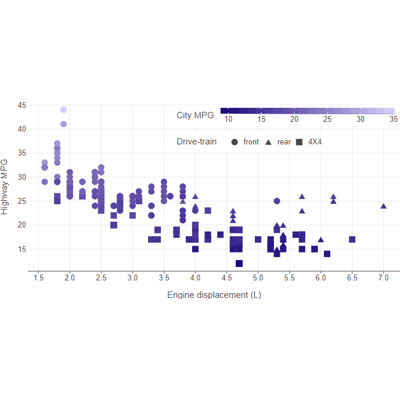 City MPG
10 15 20 25 30 35
Drive-train
front rear 4X4
Highway MPG
45
40
35
30
25
20
15
1.5 2.0 2.5 3.0 3.5 4.0 4.5 5.0 5.5 6.0 6.5 7.0
Engine displacement (L)